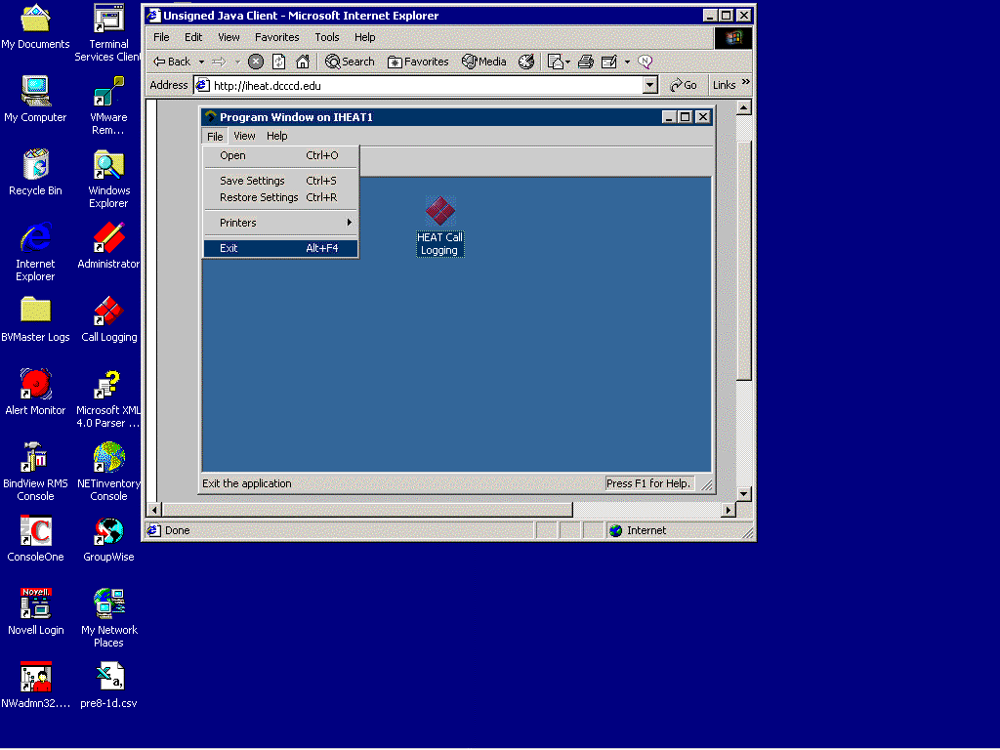 My Documents
Terminal
Services Client
My Computer
VMware
Rem...
Recycle Bin
Windows
Explorer
Internet
Explorer
Administrator
BVMaster Logs
Call Logging
Alert Monitor
Microsoft XML
4.0 Parser ...
BindView RMS
Console
NETinventory
Console
ConsoleOne
GroupWise
Novell.
Novell Login
My Network
Places
NWadmn32....
pre8-1d.csv
Unsigned Java Client - Microsoft Internet Explorer
File Edit View Favorites Tools Help
Back Search Favorites Media
Address http://iheat.dcccd.edu Go Links »
Program Window on IHEAT1
File View Help
Open Ctrl+O
Save Settings Ctrl+S
Restore Settings Ctrl+R
Printers
Exit Alt+F4
HEAT Call
Logging
Exit the application Press F1 for Help.
Done Internet